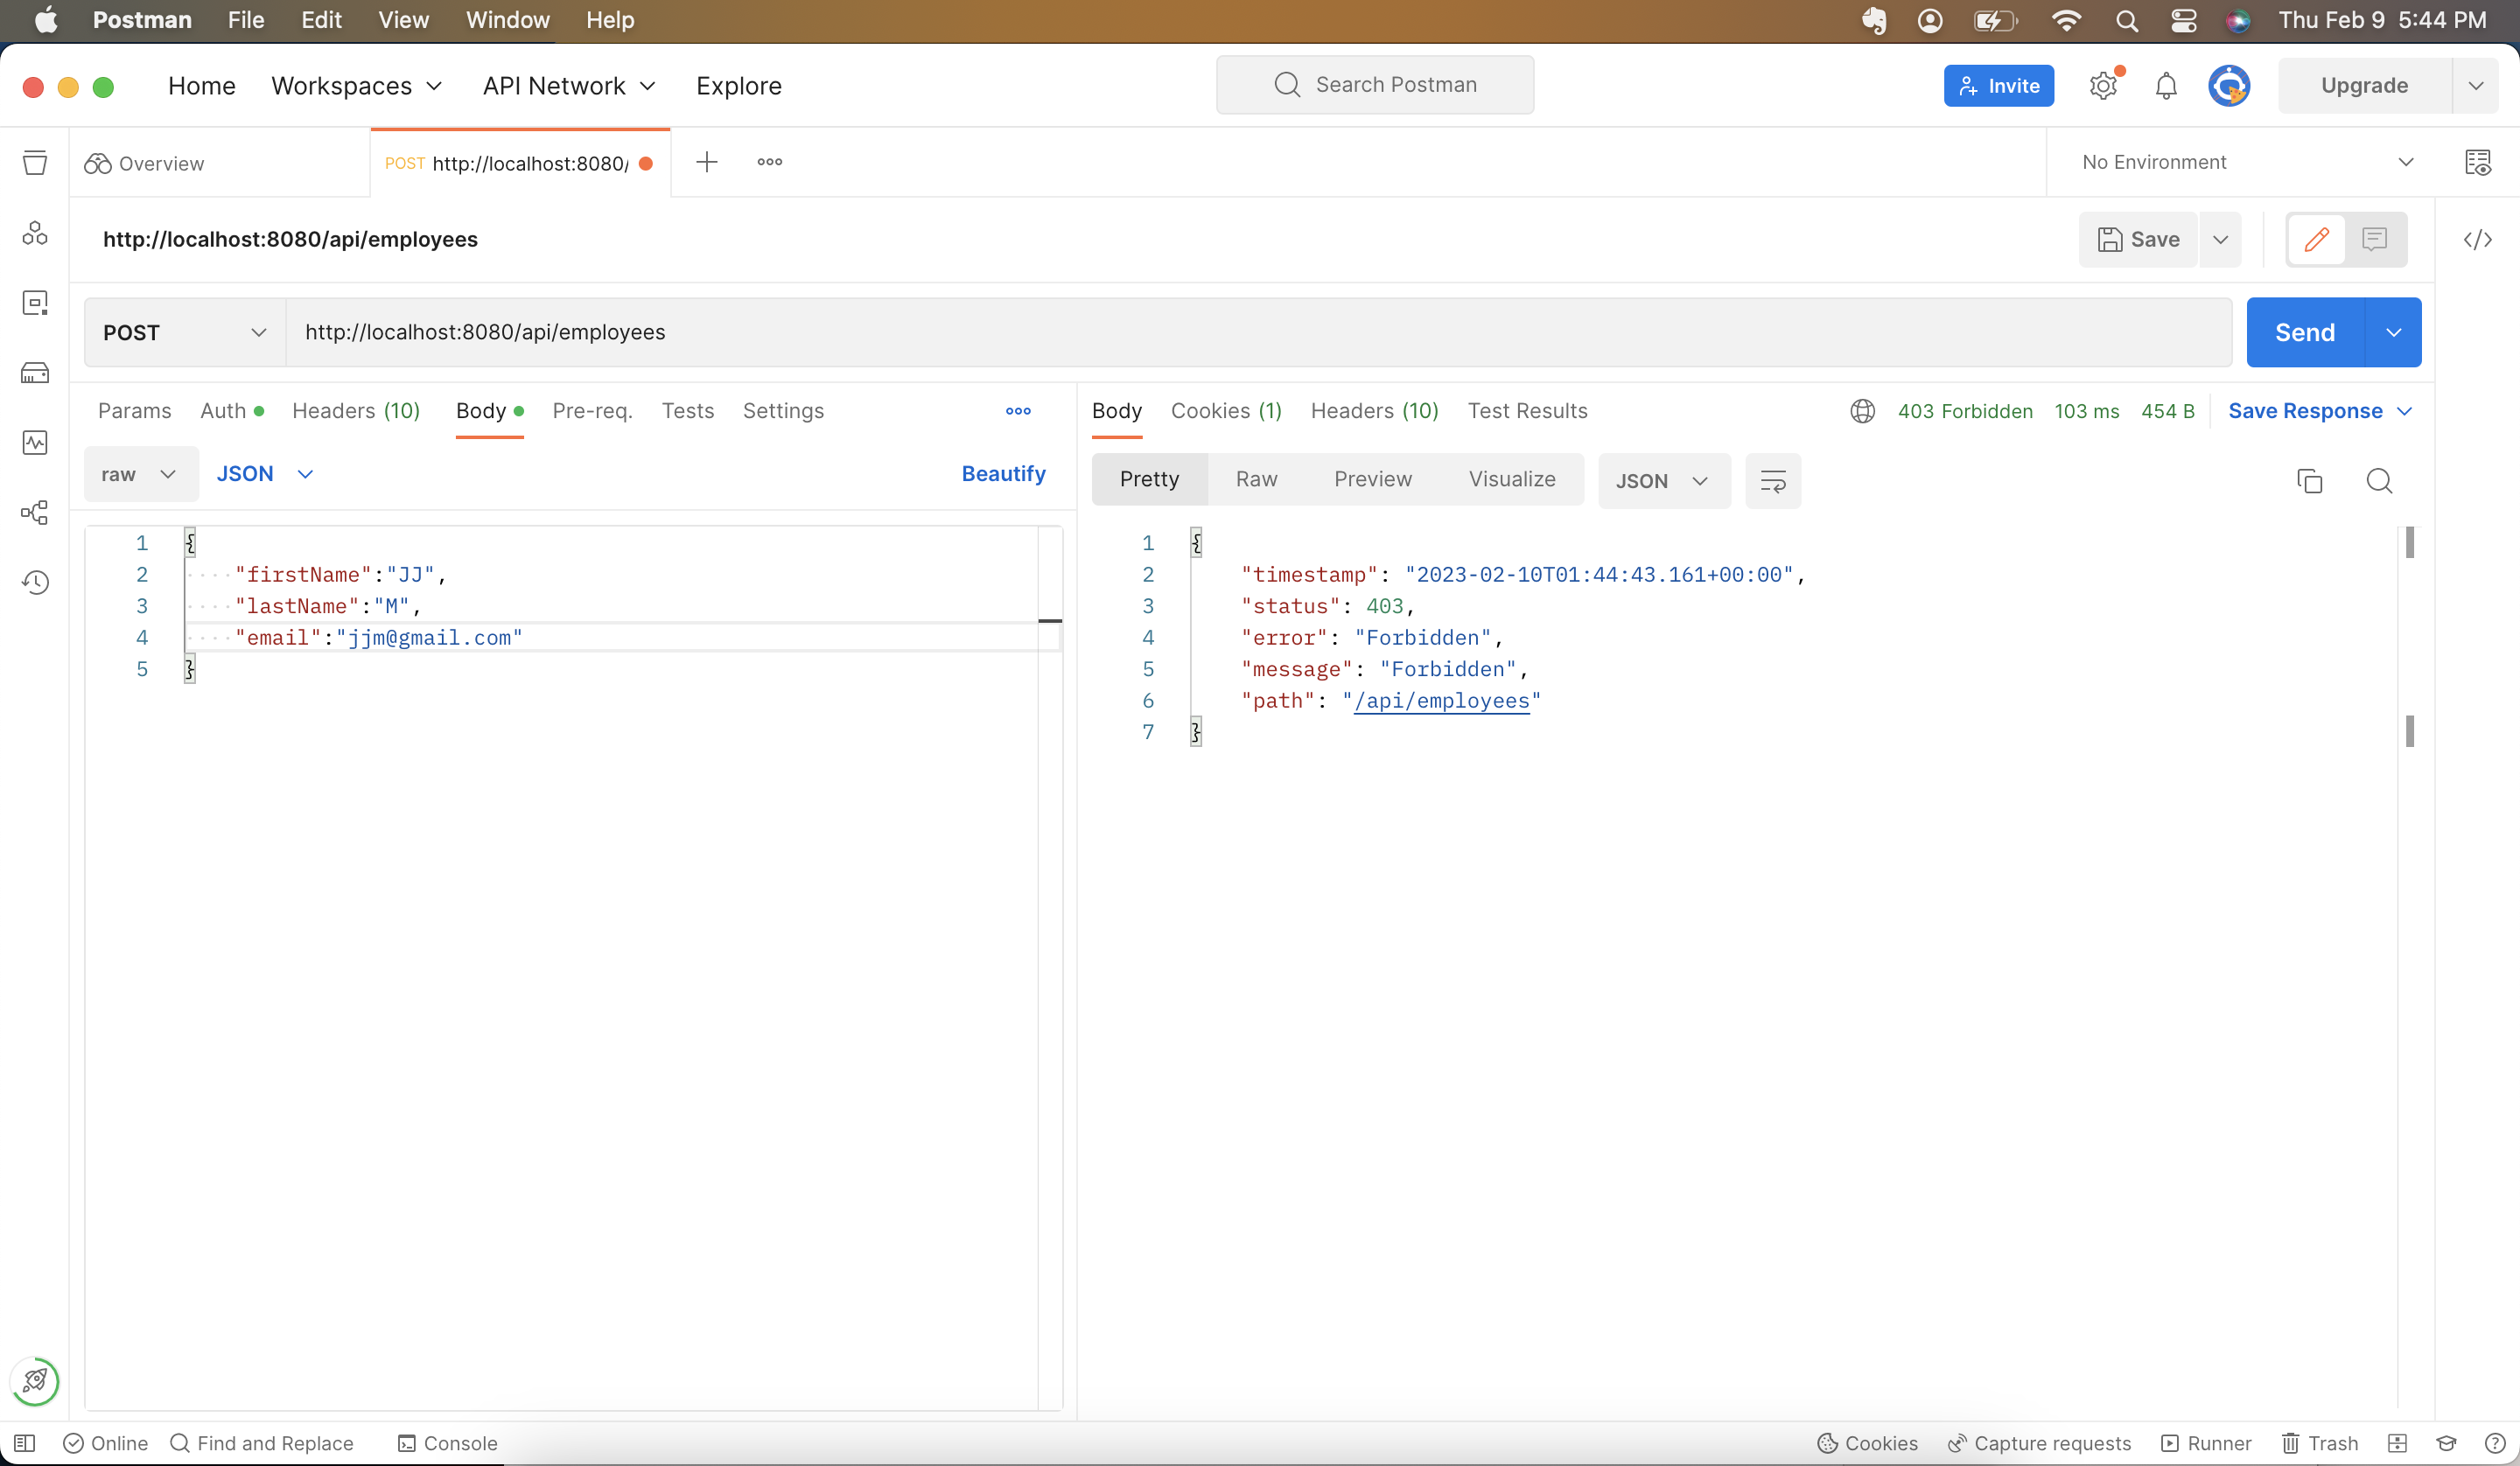 Postman File Edit View Window Help Thu Feb 9 5:44 PM
Home Workspaces API Network Explore Search Postman Invite Upgrade
Overview POST http://localhost:8080/ No Environment
http://localhost:8080/api/employees Save
POST http://localhost:8080/api/employees Send
Params Auth Headers (10) Body Pre-req. Tests Settings
raw JSON Beautify
1 {
2 "firstName":"JJ",
3 "lastName":"M",
4 "email":"jjm@gmail.com"
5 }
Body Cookies (1) Headers (10) Test Results 403 Forbidden 103 ms 454 B Save Response
Pretty Raw Preview Visualize JSON
1 {
2 "timestamp": "2023-02-10T01:44:43.161+00:00",
3 "status": 403,
4 "error": "Forbidden",
5 "message": "Forbidden",
6 "path": "/api/employees"
7 }
Online Find and Replace Console Cookies Capture requests Runner Trash